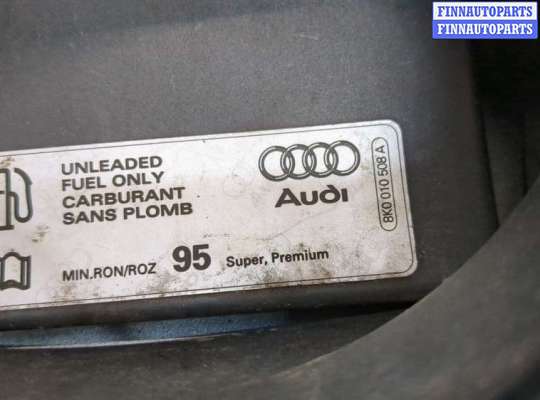 FINNAUTOPARTS
FINNAUTOPARTS
UNLEADED
FUEL ONLY
CARBURANT
SANS PLOMB
Audi
8K0 010 508 A
MIN.RON/ROZ 95 Super, Premium